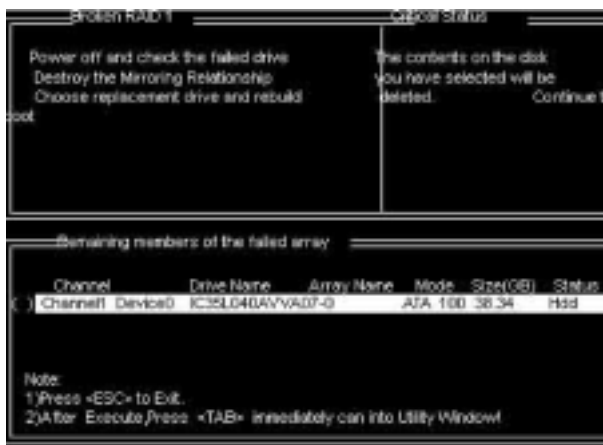 Broken RAID 1
Critical Status
Power off and check the failed drive
Destroy the Mirroring Relationship
Choose replacement drive and rebuild
boot
The contents on the disk
you have selected will be
deleted. Continue t
Remaining members of the failed array
Channel Drive Name Array Name Mode Size(GB) Status
Channel1 Device0 IC35L040AVVA07-0 ATA 100 38.34 Hdd
Note:
1)Press <ESC> to Exit.
2)After Execute,Press <TAB> immediately can into Utility Window!